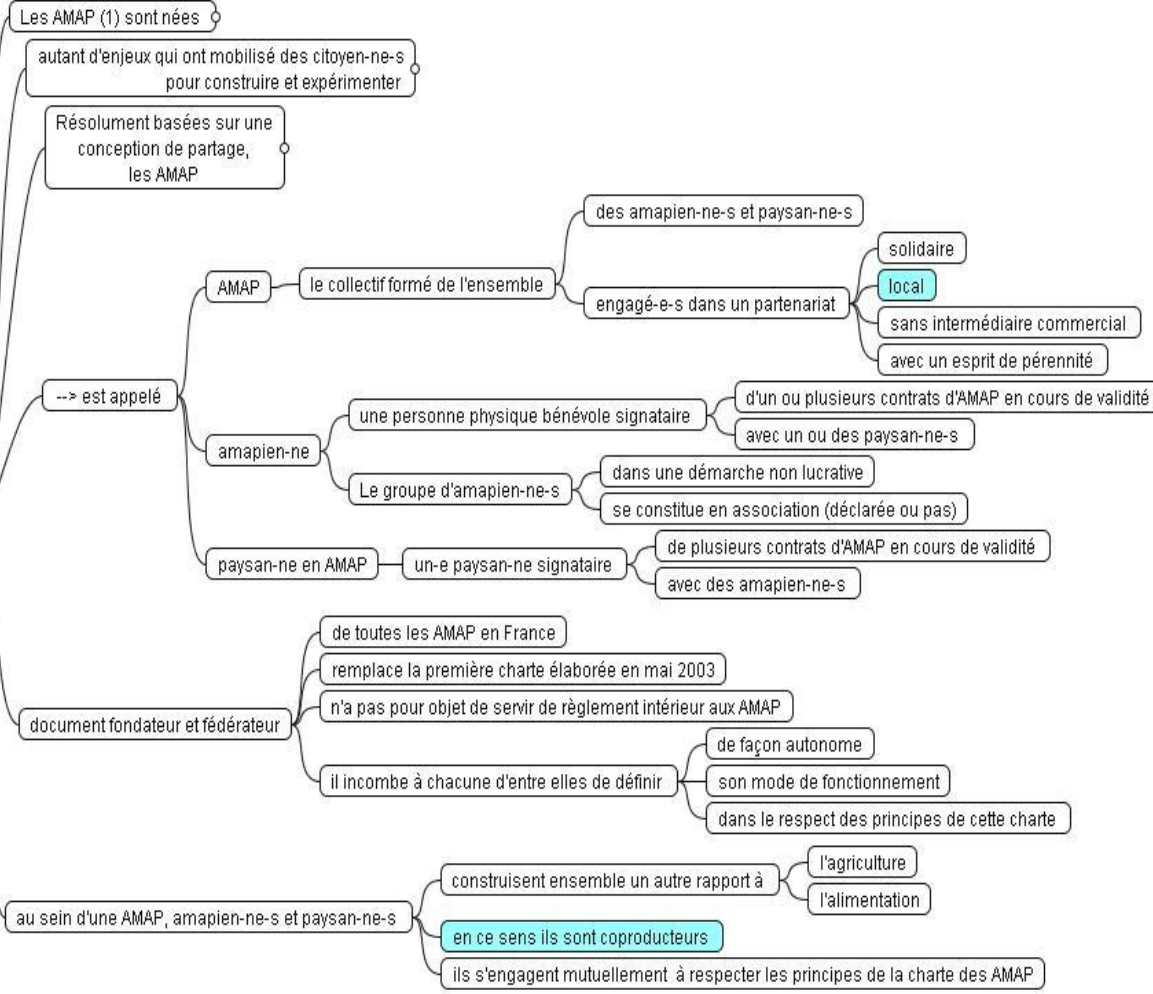 Les AMAP (1) sont nées
autant d'enjeux qui ont mobilisé des citoyen-ne-s
pour construire et expérimenter
Résolument basées sur une
conception de partage,
les AMAP
--> est appelé
AMAP
le collectif formé de l'ensemble
des amapien-ne-s et paysan-ne-s
engagé-e-s dans un partenariat
solidaire
local
sans intermédiaire commercial
avec un esprit de pérennité
amapien-ne
une personne physique bénévole signataire
d'un ou plusieurs contrats d'AMAP en cours de validité
avec un ou des paysan-ne-s
Le groupe d'amapien-ne-s
dans une démarche non lucrative
se constitue en association (déclarée ou pas)
paysan-ne en AMAP
un-e paysan-ne signataire
de plusieurs contrats d'AMAP en cours de validité
avec des amapien-ne-s
document fondateur et fédérateur
de toutes les AMAP en France
remplace la première charte élaborée en mai 2003
n'a pas pour objet de servir de règlement intérieur aux AMAP
il incombe à chacune d'entre elles de définir
de façon autonome
son mode de fonctionnement
dans le respect des principes de cette charte
au sein d'une AMAP, amapien-ne-s et paysan-ne-s
construisent ensemble un autre rapport à
l'agriculture
l'alimentation
en ce sens ils sont coproducteurs
ils s'engagent mutuellement à respecter les principes de la charte des AMAP